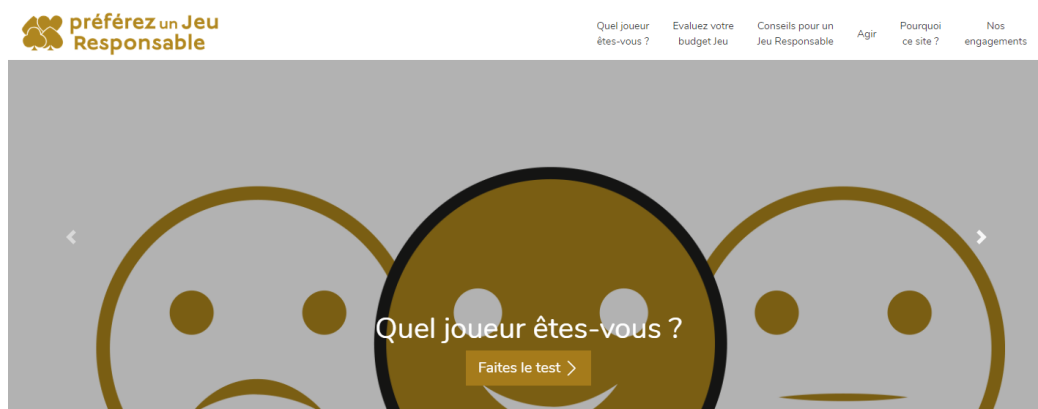 préférez un Jeu
Responsable
Quel joueur
êtes-vous ?
Evaluez votre
budget Jeu
Conseils pour un
Jeu Responsable
Agir
Pourquoi
ce site ?
Nos
engagements
Quel joueur êtes-vous ?
Faites le test